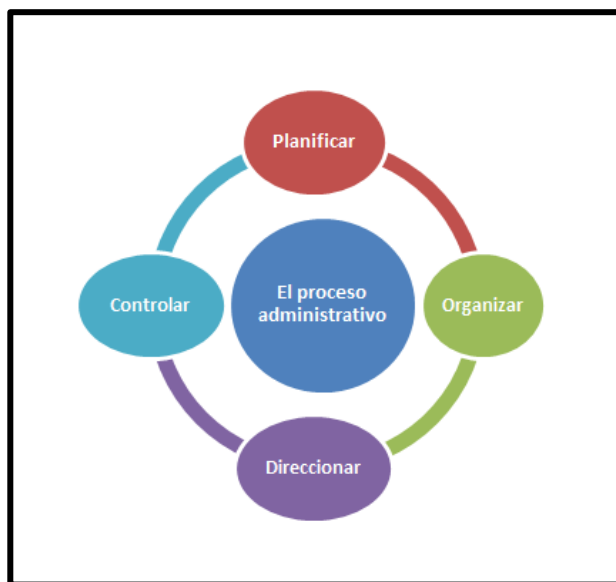 Planificar
Controlar
El proceso
administrativo
Organizar
Direccionar